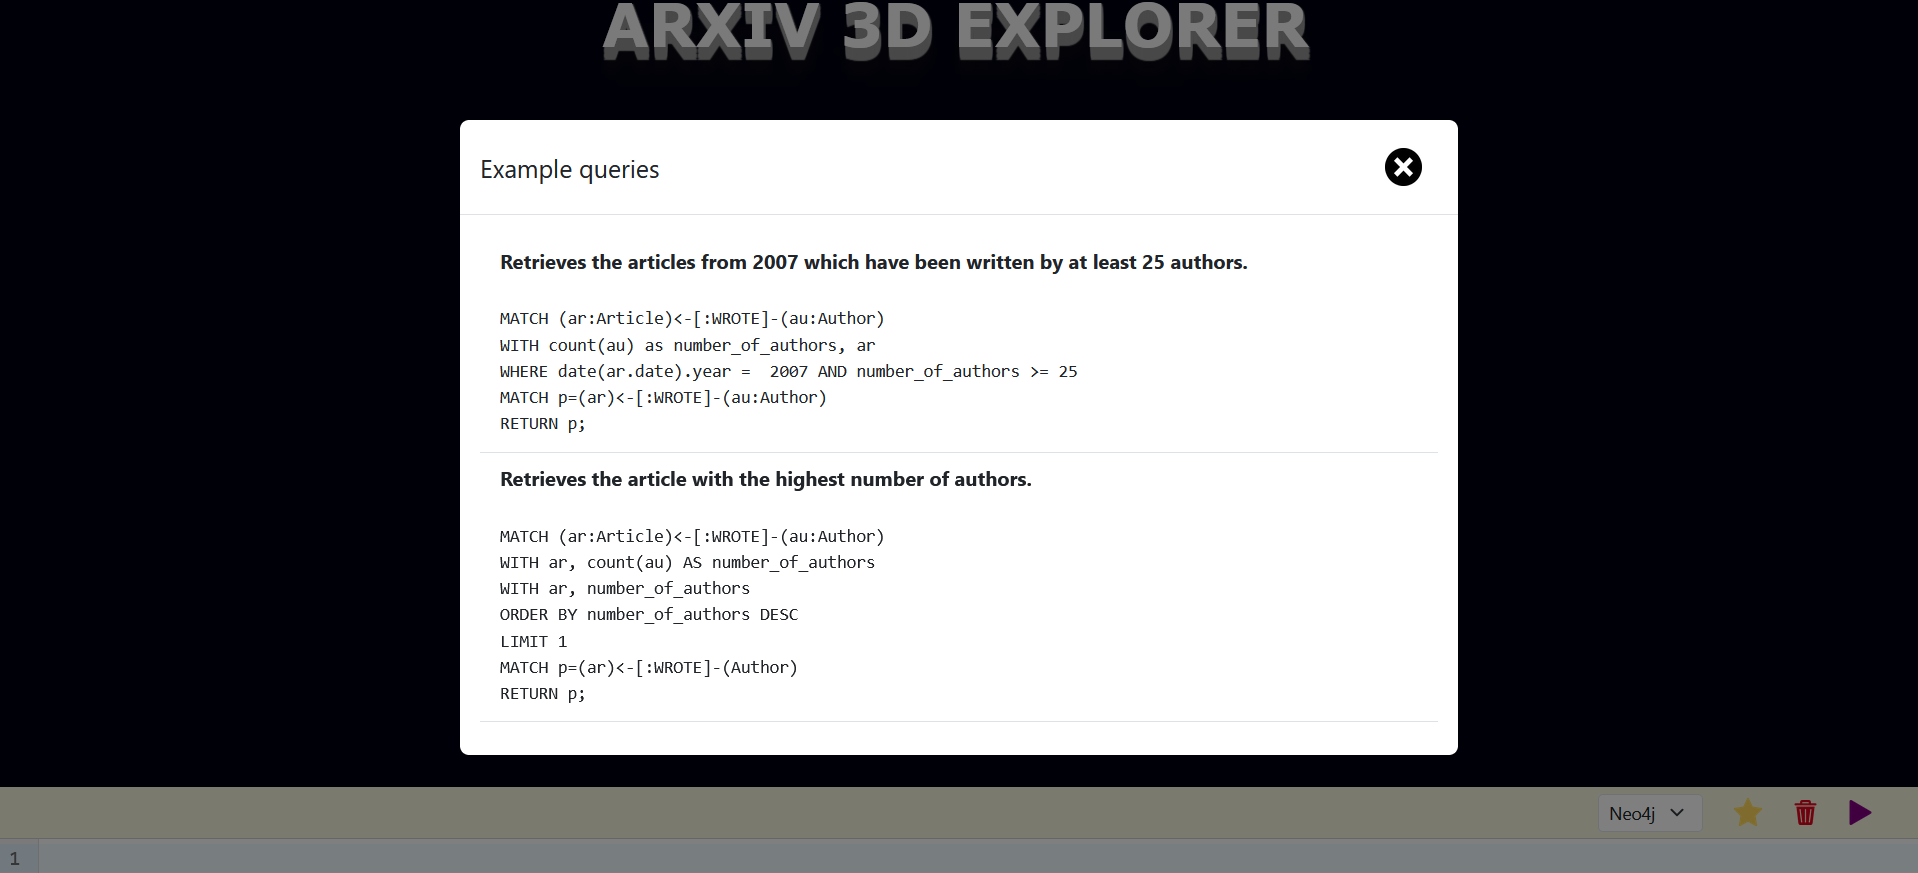 ARXIV 3D EXPLORER
Example queries
Retrieves the articles from 2007 which have been written by at least 25 authors.
MATCH (ar:Article)<-[:WROTE]-(au:Author)
WITH count(au) as number_of_authors, ar
WHERE date(ar.date).year =  2007 AND number_of_authors >= 25
MATCH p=(ar)<-[:WROTE]-(au:Author)
RETURN p;
Retrieves the article with the highest number of authors.
MATCH (ar:Article)<-[:WROTE]-(au:Author)
WITH ar, count(au) AS number_of_authors
WITH ar, number_of_authors
ORDER BY number_of_authors DESC
LIMIT 1
MATCH p=(ar)<-[:WROTE]-(Author)
RETURN p;
Neo4j
1